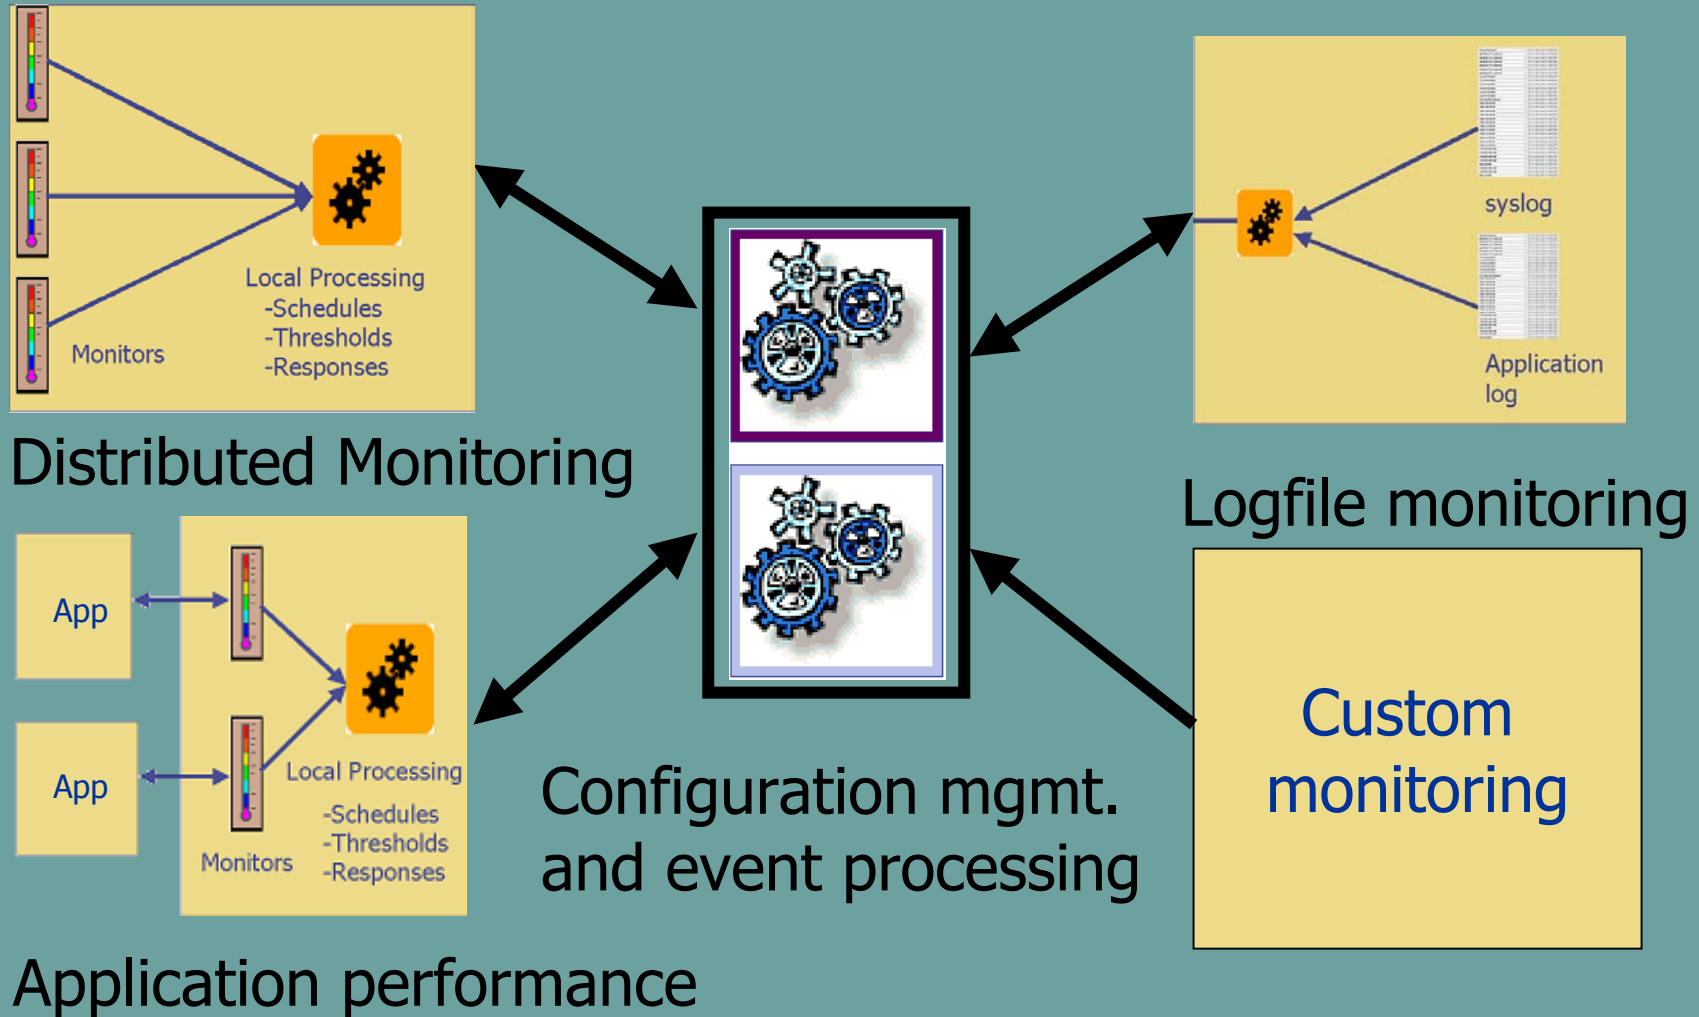 Monitors
Local Processing
-Schedules
-Thresholds
-Responses
Distributed Monitoring
syslog
Application
log
Logfile monitoring
App
App
Monitors
Local Processing
-Schedules
-Thresholds
-Responses
Application performance
Configuration mgmt.
and event processing
Custom
monitoring